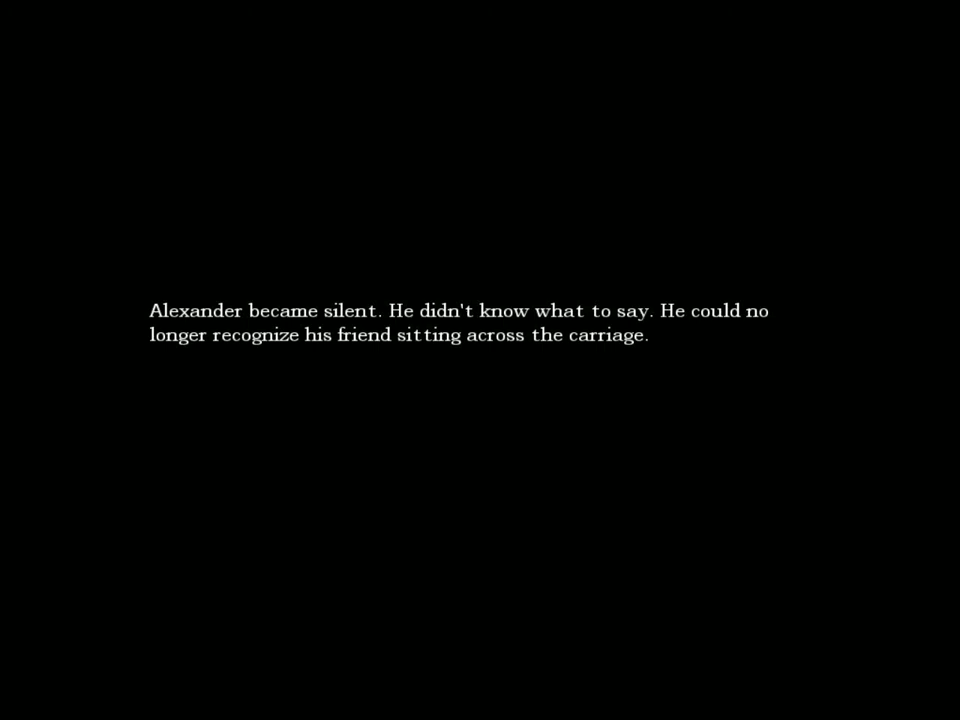 Alexander became silent. He didn't know what to say. He could no
longer recognize his friend sitting across the carriage.